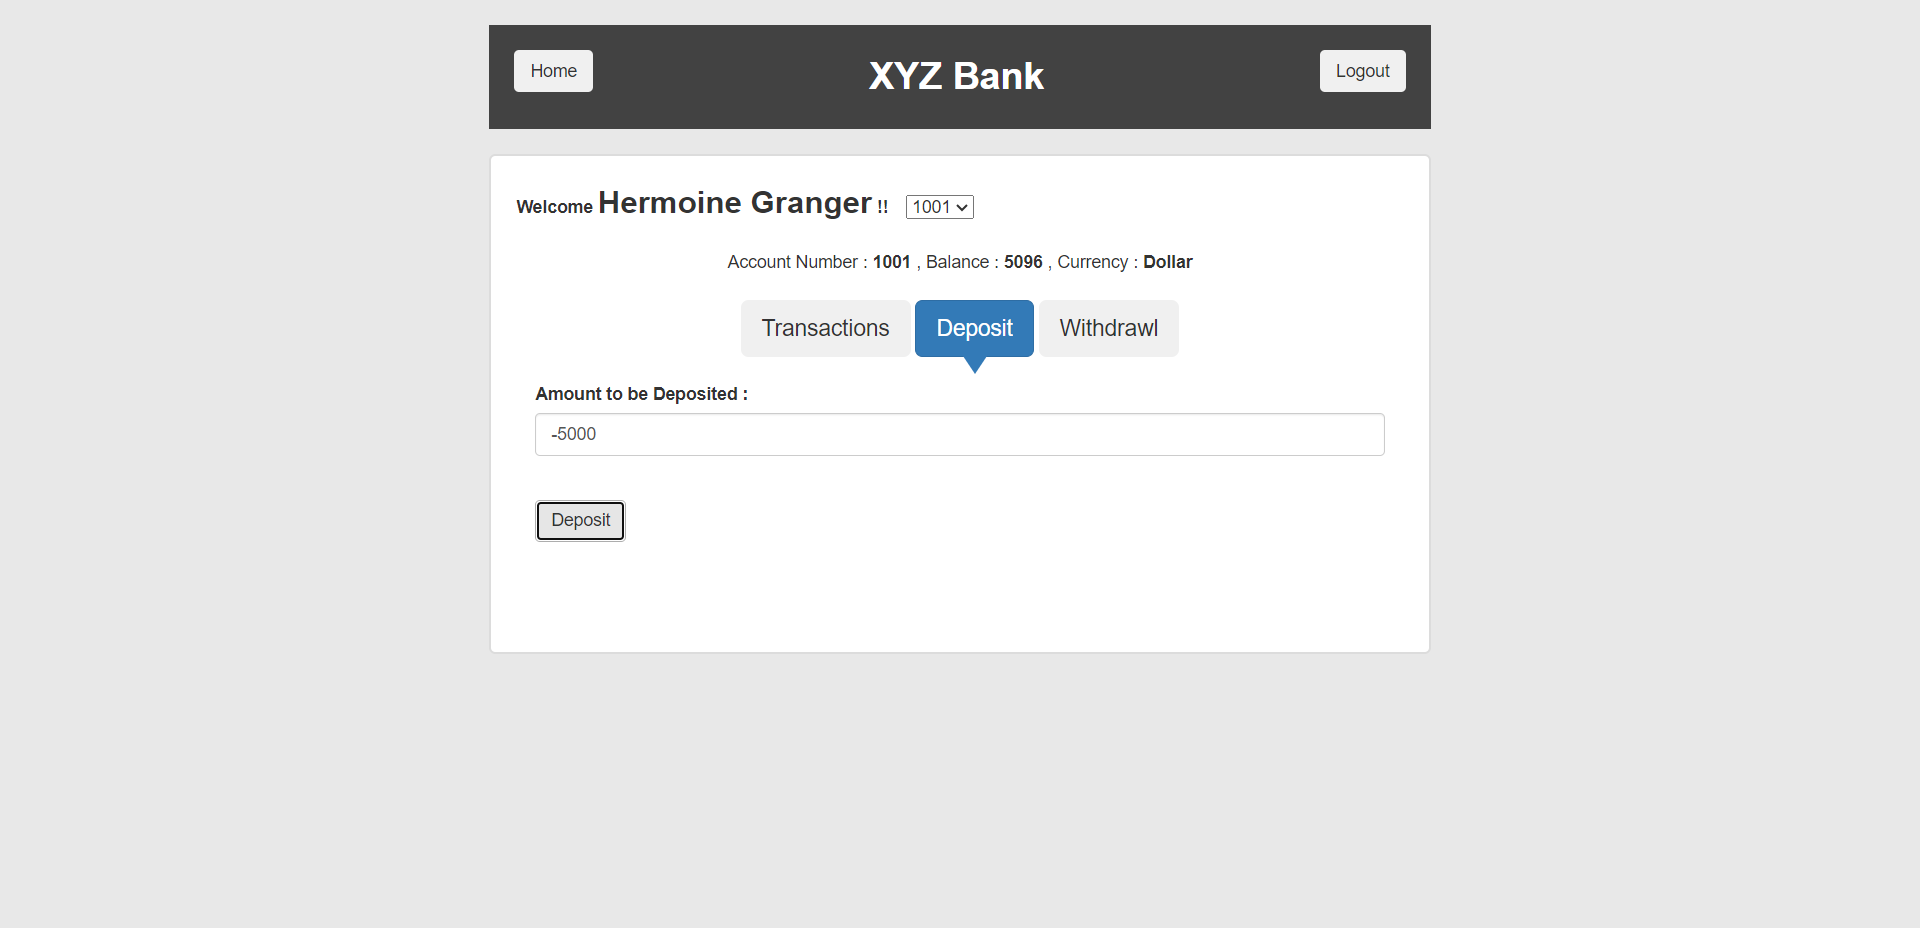 Home
XYZ Bank
Logout
Welcome Hermoine Granger !! 1001
Account Number : 1001 , Balance : 5096 , Currency : Dollar
Transactions
Deposit
Withdrawl
Amount to be Deposited :
-5000
Deposit